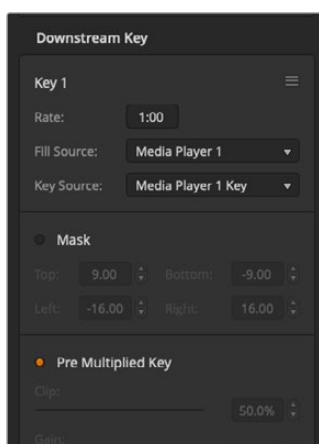 Downstream Key
Key 1
Rate: 1:00
Fill Source: Media Player 1
Key Source: Media Player 1 Key
Mask
Top: 9.00 Bottom: -9.00
Left: -16.00 Right: 16.00
Pre Multiplied Key
Clip:
50.0%
Gain: